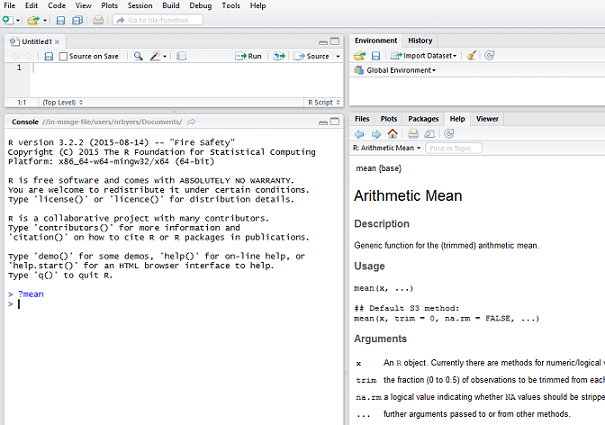 File Edit Code View Plots Session Build Debug Tools Help
Go to file/function
Untitled1
Source on Save
Run
Source
1
1:1
(Top Level)
R Script
Console //in-mmge-file/users/nrbyers/Documents/
R version 3.2.2 (2015-08-14) -- "Fire Safety"
Copyright (C) 2015 The R Foundation for Statistical Computing
Platform: x86_64-w64-mingw32/x64 (64-bit)
R is free software and comes with ABSOLUTELY NO WARRANTY.
You are welcome to redistribute it under certain conditions.
Type 'license()' or 'licence()' for distribution details.
R is a collaborative project with many contributors.
Type 'contributors()' for more information and
'citation()' on how to cite R or R packages in publications.
Type 'demo()' for some demos, 'help()' for on-line help, or
'help.start()' for an HTML browser interface to help.
Type 'q()' to quit R.
> ?mean
>
Environment History
Import Dataset
Global Environment
Files Plots Packages Help Viewer
R: Arithmetic Mean
Find in Topic
mean {base}
Arithmetic Mean
Description
Generic function for the (trimmed) arithmetic mean.
Usage
mean(x, ...)
## Default S3 method:
mean(x, trim = 0, na.rm = FALSE, ...)
Arguments
x An R object. Currently there are methods for numeric/logical
trim the fraction (0 to 0.5) of observations to be trimmed from each
na.rm a logical value indicating whether NA values should be strippe
... further arguments passed to or from other methods.